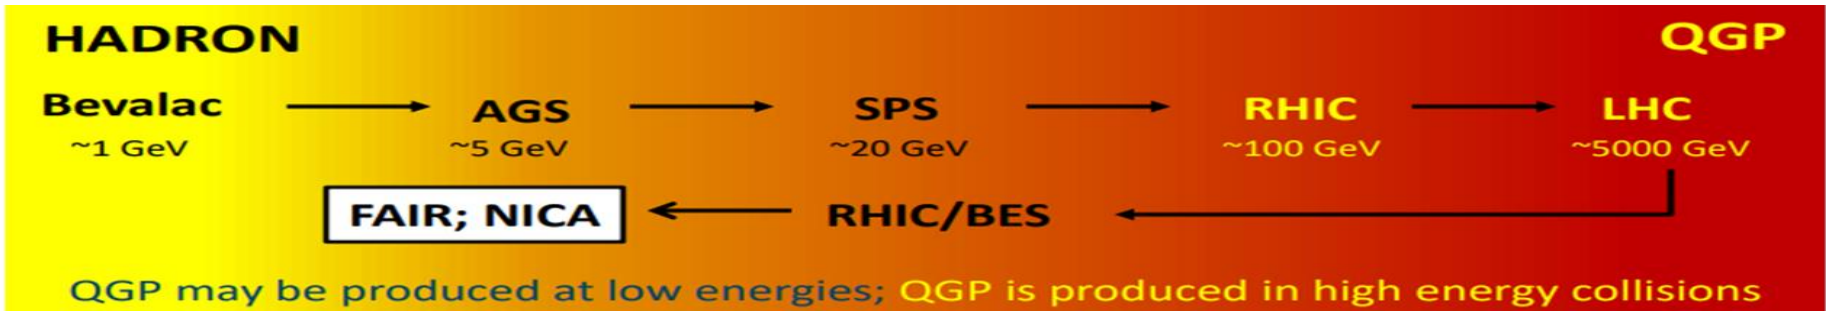 HADRON QGP
Bevalac AGS SPS RHIC LHC
~1 GeV ~5 GeV ~20 GeV ~100 GeV ~5000 GeV
FAIR; NICA RHIC/BES
QGP may be produced at low energies; QGP is produced in high energy collisions